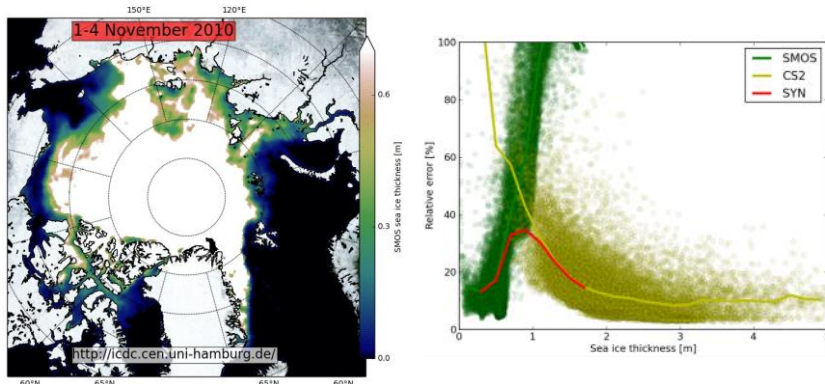 150°E 120°E
1-4 November 2010
0.6
0.3
0.0
SMOS sea ice thickness [m]
http://icdc.cen.uni-hamburg.de/
60°N 65°N 65°N 60°N
100
80
60
40
20
0
Relative error [%]
SMOS
CS2
SYN
0 1 2 3 4
Sea ice thickness [m]